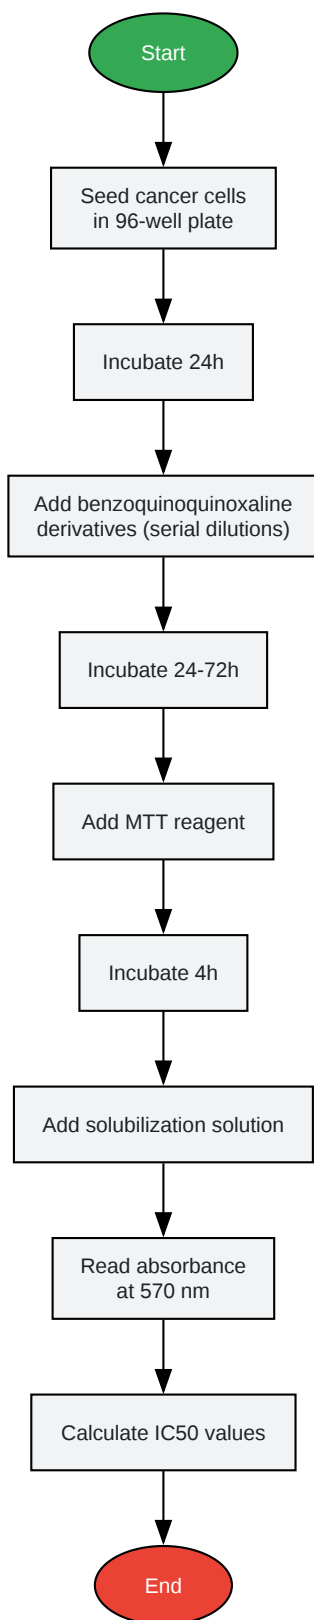 Start
Seed cancer cells
in 96-well plate
Incubate 24h
Add benzoquinoquinoxaline
derivatives (serial dilutions)
Incubate 24-72h
Add MTT reagent
Incubate 4h
Add solubilization solution
Read absorbance
at 570 nm
Calculate IC50 values
End